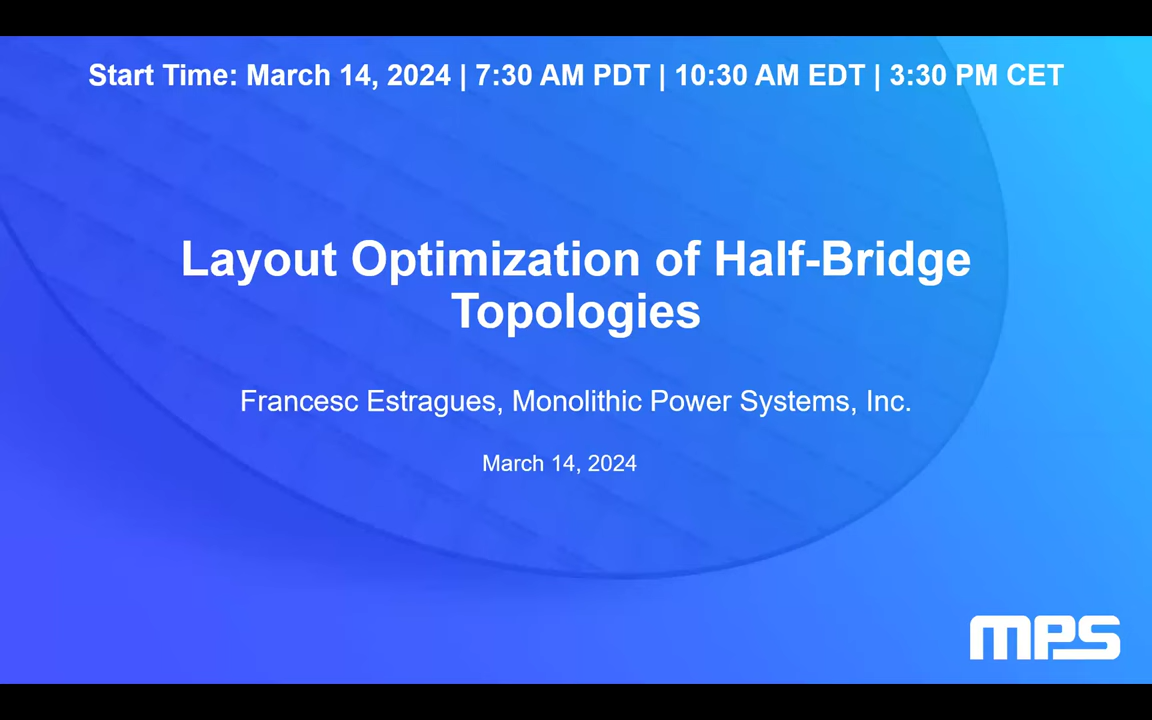 Start Time: March 14, 2024 | 7:30 AM PDT | 10:30 AM EDT | 3:30 PM CET
Layout Optimization of Half-Bridge
Topologies
Francesc Estragues, Monolithic Power Systems, Inc.
March 14, 2024
MPS